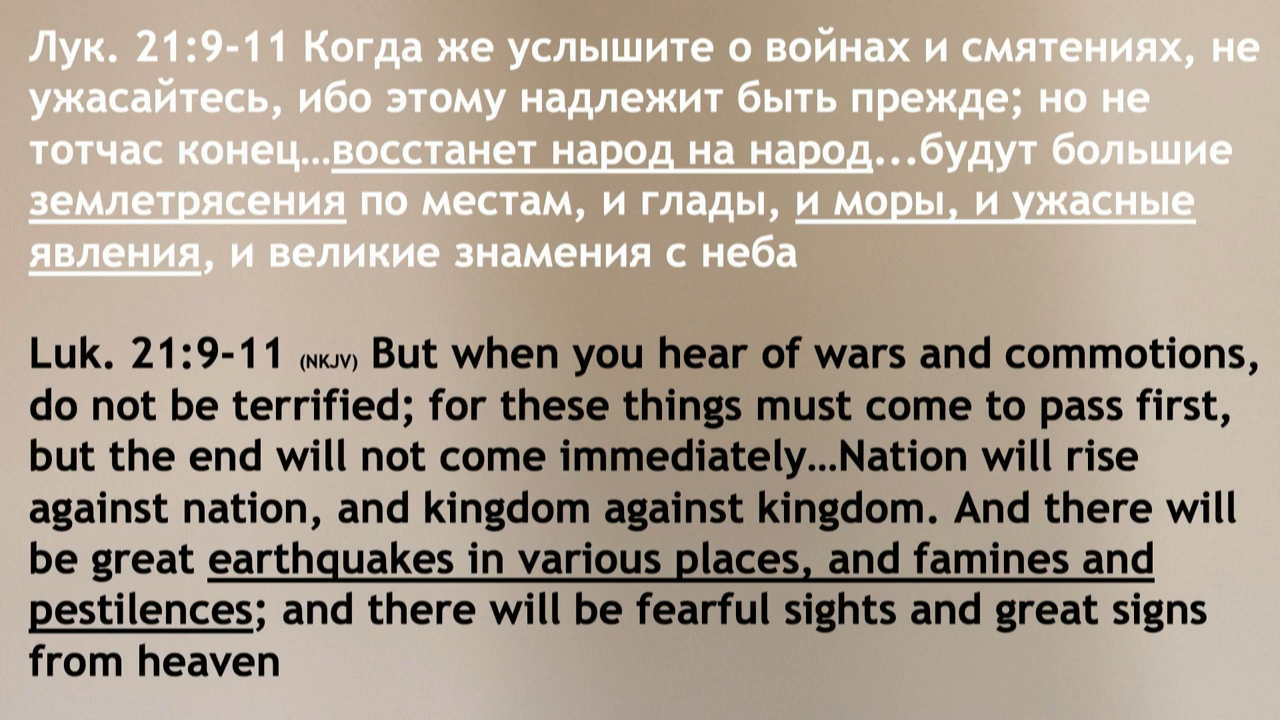 Лук. 21:9-11 Когда же услышите о войнах и смятениях, не
ужасайтесь, ибо этому надлежит быть прежде; но не
тотчас конец…восстанет народ на народ...будут большие
землетрясения по местам, и глады, и моры, и ужасные
явления, и великие знамения с неба
Luk. 21:9-11 (NKJV) But when you hear of wars and commotions,
do not be terrified; for these things must come to pass first,
but the end will not come immediately…Nation will rise
against nation, and kingdom against kingdom. And there will
be great earthquakes in various places, and famines and
pestilences; and there will be fearful sights and great signs
from heaven